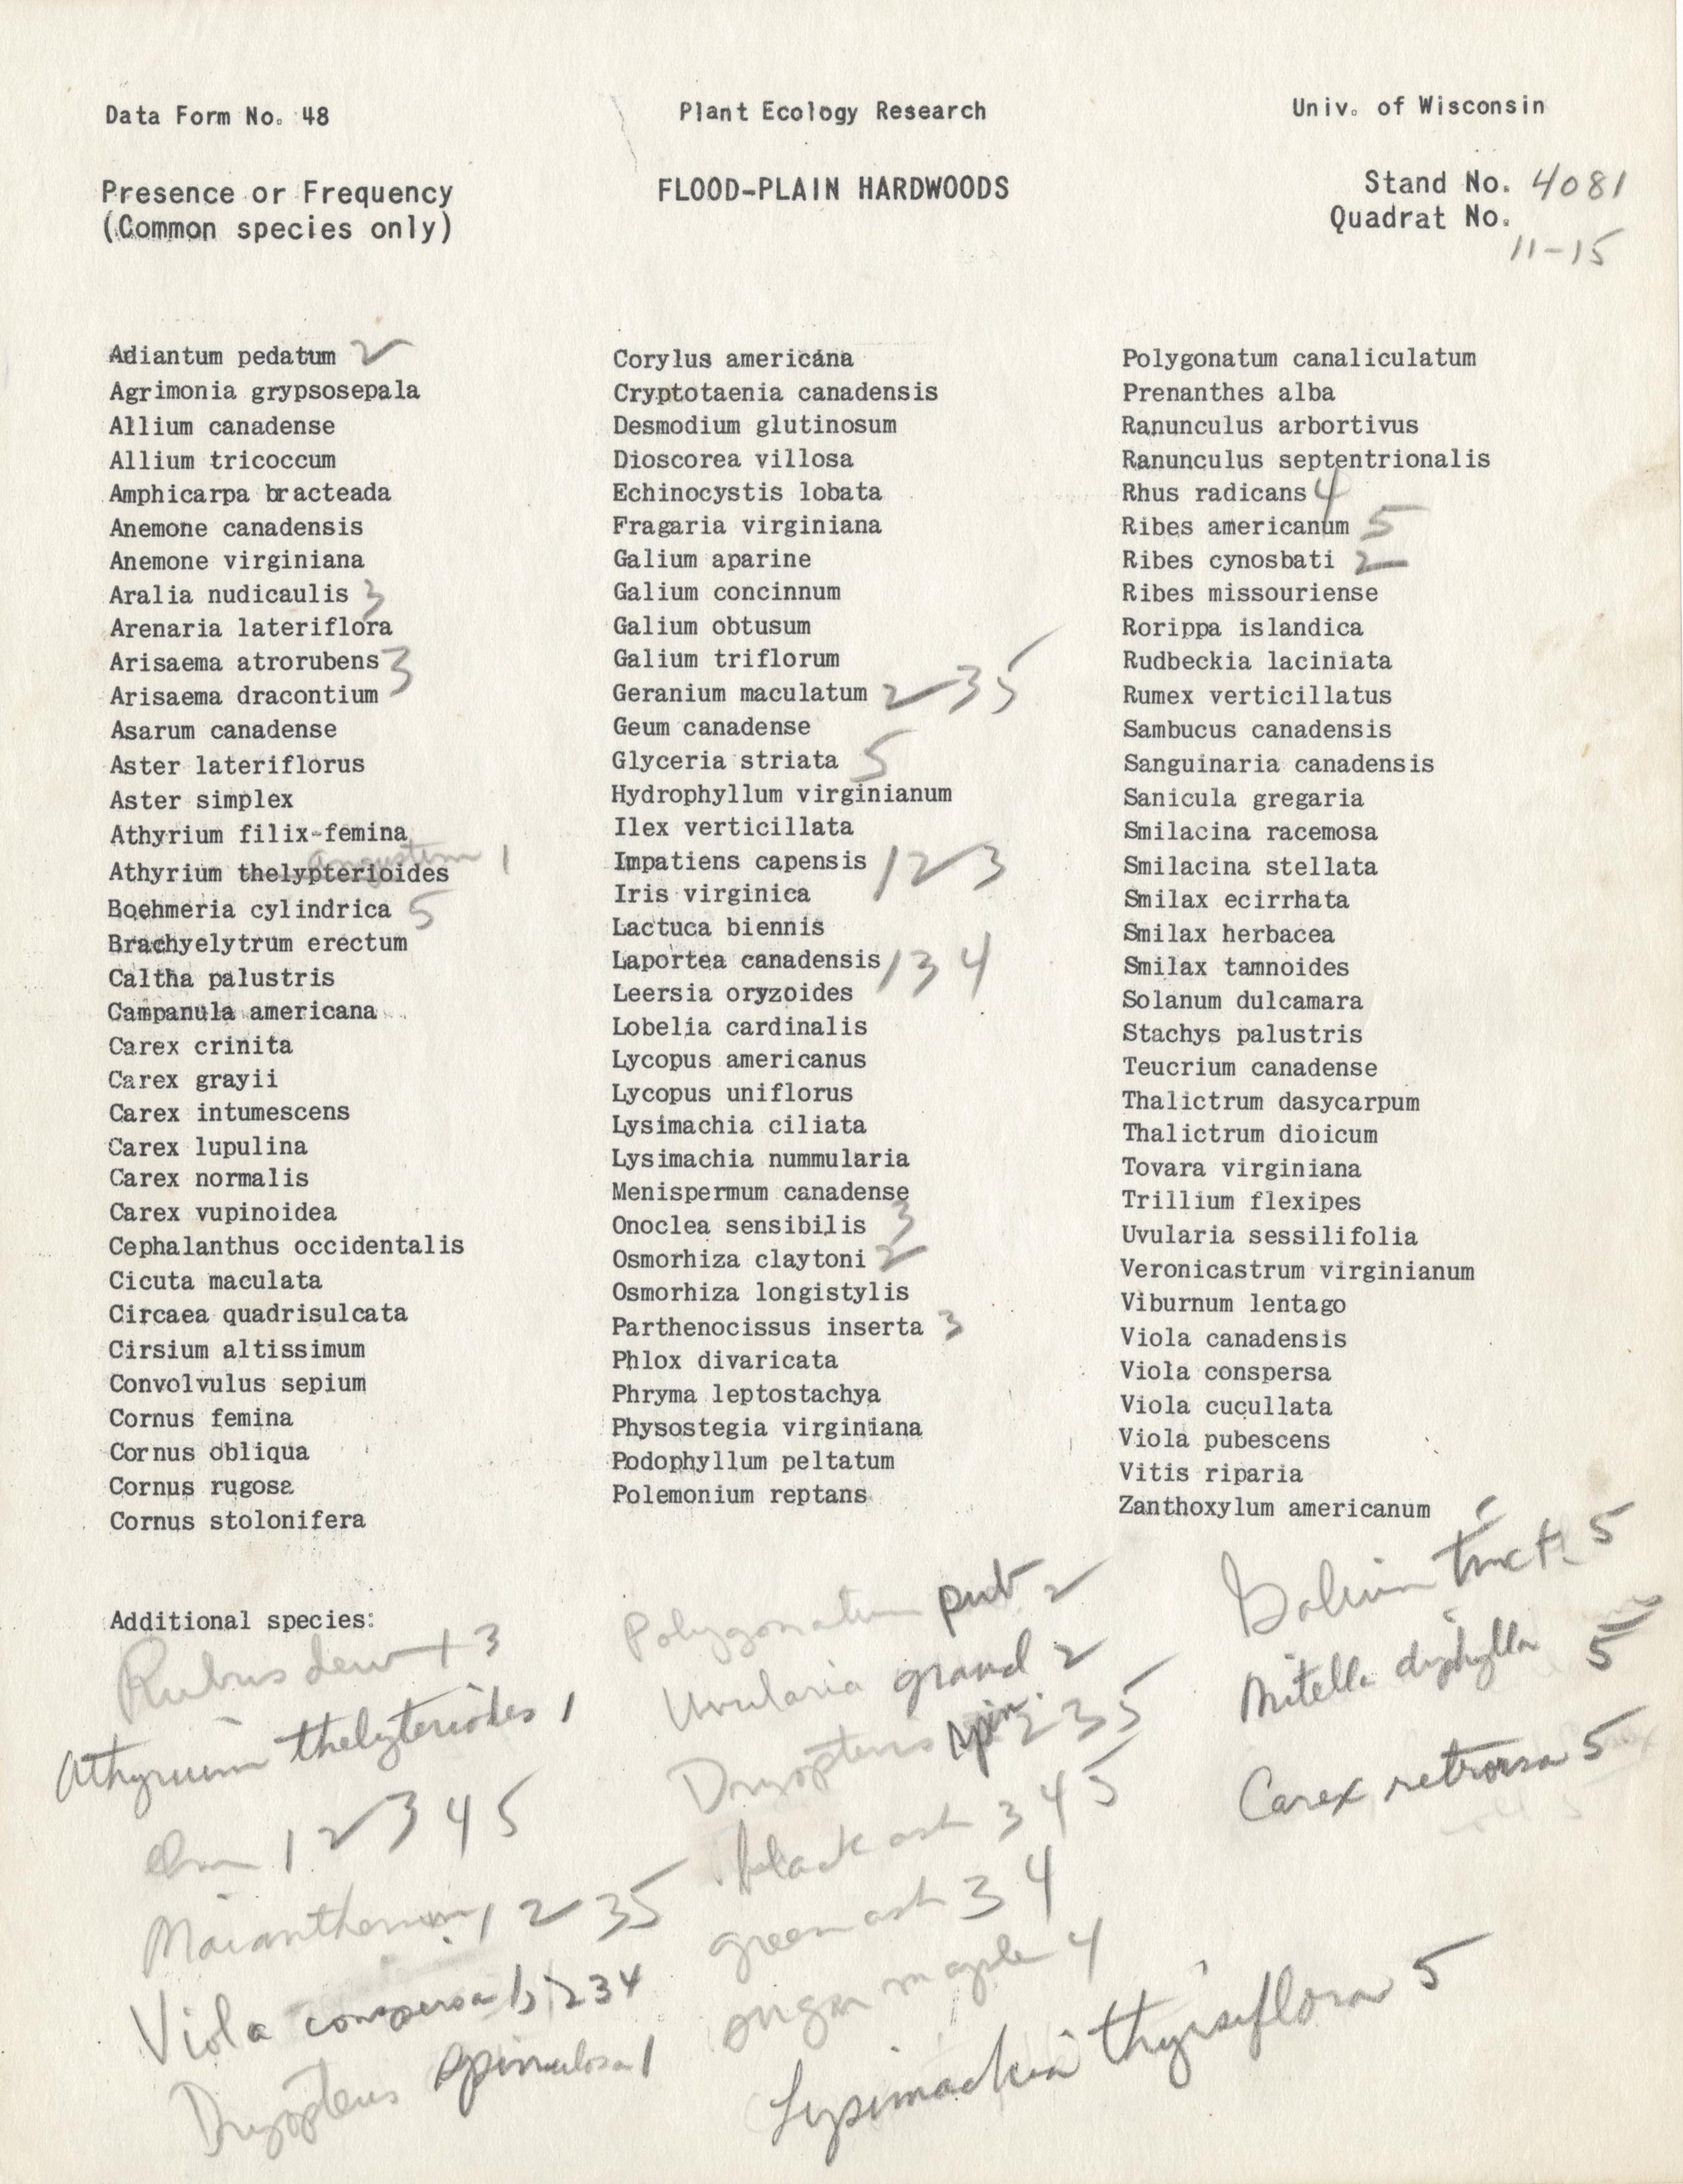 Data Form No. 48
Plant Ecology Research
Univ. of Wisconsin
Presence or Frequency
(Common species only)
FLOOD-PLAIN HARDWOODS
Stand No. 4081
Quadrat No.
11-15
Adiantum pedatum 2
Agrimonia grypsosepala
Allium canadense
Allium tricoccum
Amphicarpa bracteada
Anemone canadensis
Anemone virginiana
Aralia nudicaulis 3
Arenaria lateriflora
Arisaema atrorubens 3
Arisaema dracontium
Asarum canadense
Aster lateriflorus
Aster simplex
Athyrium filix-femina
angustum 1
Athyrium thelypterioides
Boehmeria cylindrica 5
Brachyelytrum erectum
Caltha palustris
Campanula americana
Carex crinita
Carex grayii
Carex intumescens
Carex lupulina
Carex normalis
Carex vupinoidea
Cephalanthus occidentalis
Cicuta maculata
Circaea quadrisulcata
Cirsium altissimum
Convolvulus sepium
Cornus femina
Cornus obliqua
Cornus rugosa
Cornus stolonifera
Corylus americana
Cryptotaenia canadensis
Desmodium glutinosum
Dioscorea villosa
Echinocystis lobata
Fragaria virginiana
Galium aparine
Galium concinnum
Galium obtusum
Galium triflorum
Geranium maculatum 2 3 5
Geum canadense
Glyceria striata 5
Hydrophyllum virginianum
Ilex verticillata
Impatiens capensis 1 2 3
Iris virginica
Lactuca biennis
Laportea canadensis 1 3 4
Leersia oryzoides
Lobelia cardinalis
Lycopus americanus
Lycopus uniflorus
Lysimachia ciliata
Lysimachia nummularia
Menispermum canadense
Onoclea sensibilis 3
Osmorhiza claytoni 2
Osmorhiza longistylis
Parthenocissus inserta 3
Phlox divaricata
Phryma leptostachya
Physostegia virginiana
Podophyllum peltatum
Polemonium reptans
Polygonatum canaliculatum
Prenanthes alba
Ranunculus arbortivus
Ranunculus septentrionalis
Rhus radicans 4
Ribes americanum 5
Ribes cynosbati 2
Ribes missouriense
Rorippa islandica
Rudbeckia laciniata
Rumex verticillatus
Sambucus canadensis
Sanguinaria canadensis
Sanicula gregaria
Smilacina racemosa
Smilacina stellata
Smilax ecirrhata
Smilax herbacea
Smilax tamnoides
Solanum dulcamara
Stachys palustris
Teucrium canadense
Thalictrum dasycarpum
Thalictrum dioicum
Tovara virginiana
Trillium flexipes
Uvularia sessilifolia
Veronicastrum virginianum
Viburnum lentago
Viola canadensis
Viola conspersa
Viola cucullata
Viola pubescens
Vitis riparia
Zanthoxylum americanum
Additional species:
Rubus dew + 3
Athyrium thelyterioides 1
Elm 1 2 3 4 5
Maianthemum 1 2 3 5
Viola conspersa 1, 2 3 4
Dryopteris spinulosa 1
Polygonatum pub 2
Uvularia grand 2
Dryopteris spin. 2 3 5
black ash 3 4 5
green ash 3 4
sugar maple 4
Lysimachia thyrsiflora 5
Galium tinct. 5
Mitella diphylla 5
Carex retrorsa 5